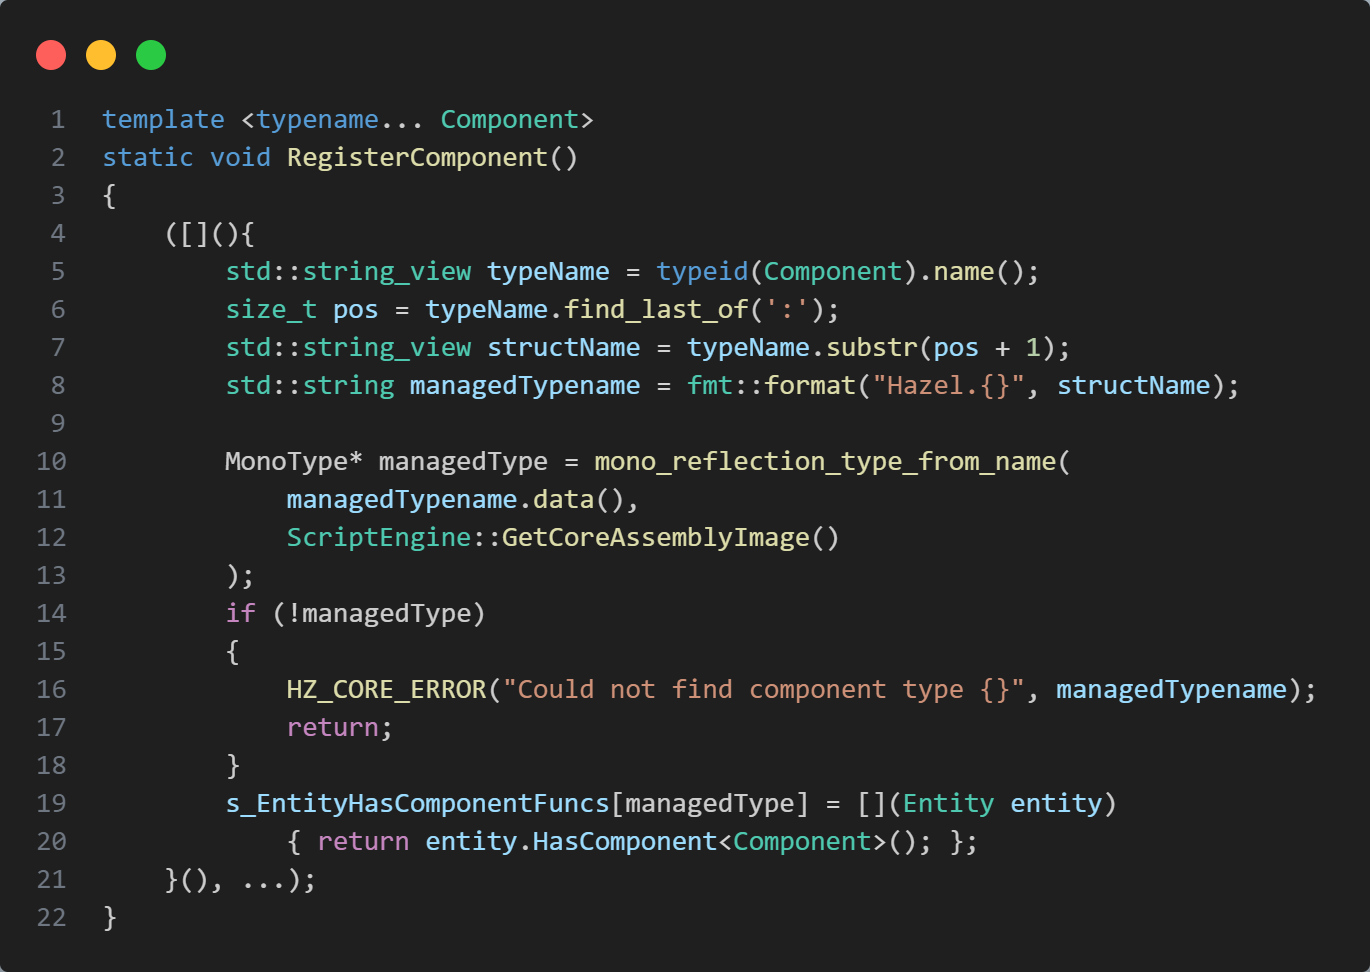 1 template <typename... Component>
2 static void RegisterComponent()
3 {
4     ([](){
5         std::string_view typeName = typeid(Component).name();
6         size_t pos = typeName.find_last_of(':');
7         std::string_view structName = typeName.substr(pos + 1);
8         std::string managedTypename = fmt::format("Hazel.{}", structName);
9
10         MonoType* managedType = mono_reflection_type_from_name(
11             managedTypename.data(),
12             ScriptEngine::GetCoreAssemblyImage()
13         );
14         if (!managedType)
15         {
16             HZ_CORE_ERROR("Could not find component type {}", managedTypename);
17             return;
18         }
19         s_EntityHasComponentFuncs[managedType] = [](Entity entity)
20             { return entity.HasComponent<Component>(); };
21     }(), ...);
22 }